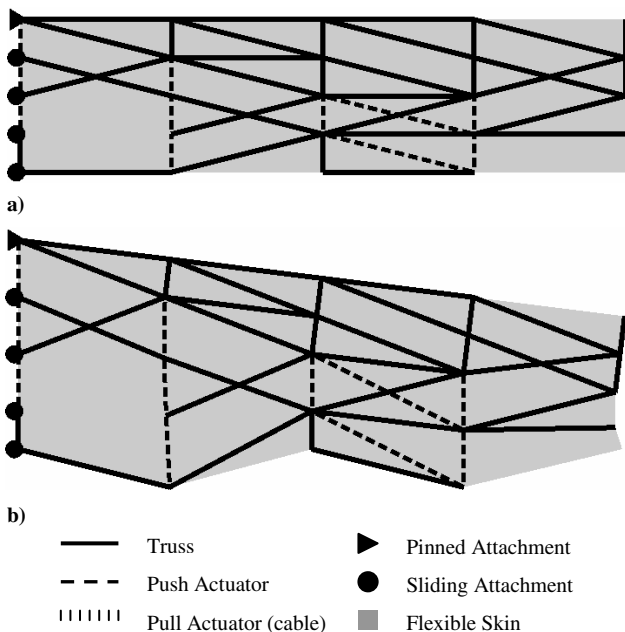 a)
b)
Truss
Pinned Attachment
Push Actuator
Sliding Attachment
Pull Actuator (cable)
Flexible Skin